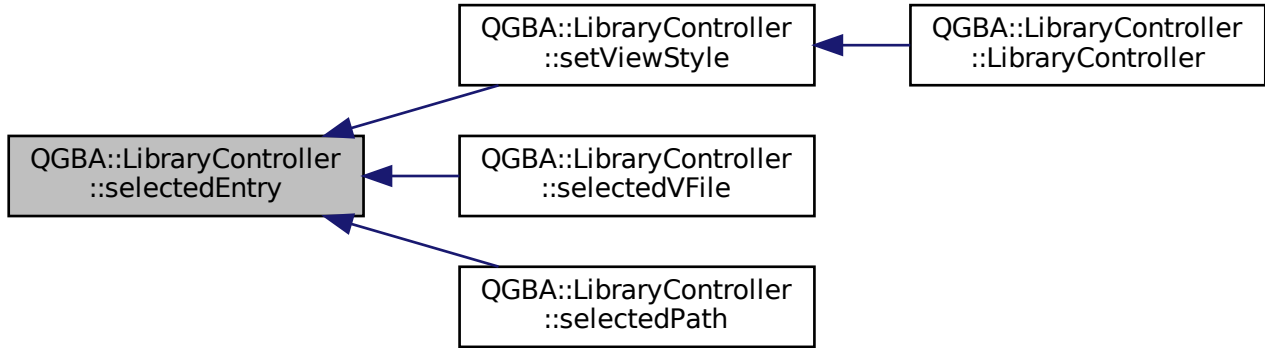 QGBA::LibraryController
::selectedEntry
QGBA::LibraryController
::setViewStyle
QGBA::LibraryController
::LibraryController
QGBA::LibraryController
::selectedVFile
QGBA::LibraryController
::selectedPath